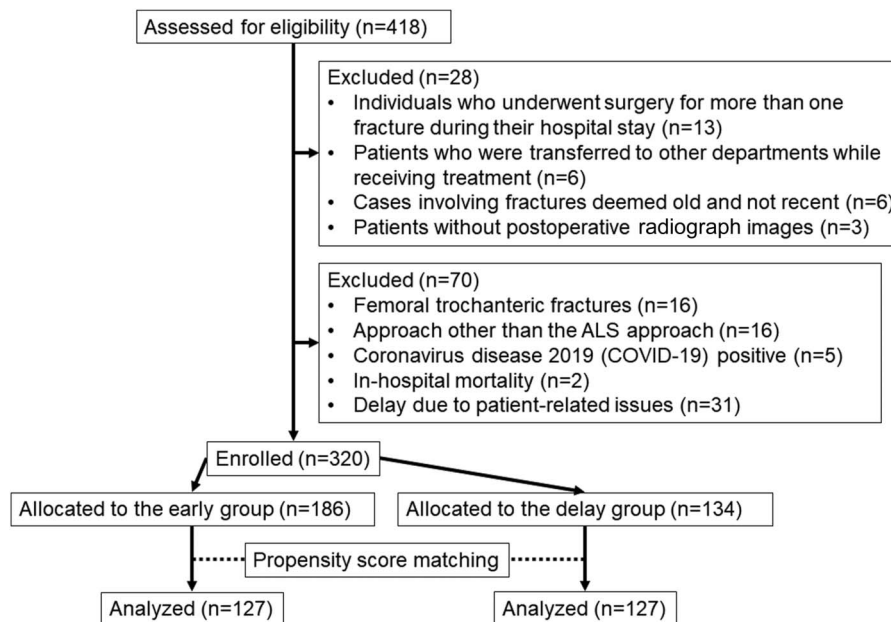 Assessed for eligibility (n=418)
Excluded (n=28)
• Individuals who underwent surgery for more than one
fracture during their hospital stay (n=13)
• Patients who were transferred to other departments while
receiving treatment (n=6)
• Cases involving fractures deemed old and not recent (n=6)
• Patients without postoperative radiograph images (n=3)
Excluded (n=70)
• Femoral trochanteric fractures (n=16)
• Approach other than the ALS approach (n=16)
• Coronavirus disease 2019 (COVID-19) positive (n=5)
• In-hospital mortality (n=2)
• Delay due to patient-related issues (n=31)
Enrolled (n=320)
Allocated to the early group (n=186)
Allocated to the delay group (n=134)
Propensity score matching
Analyzed (n=127)
Analyzed (n=127)